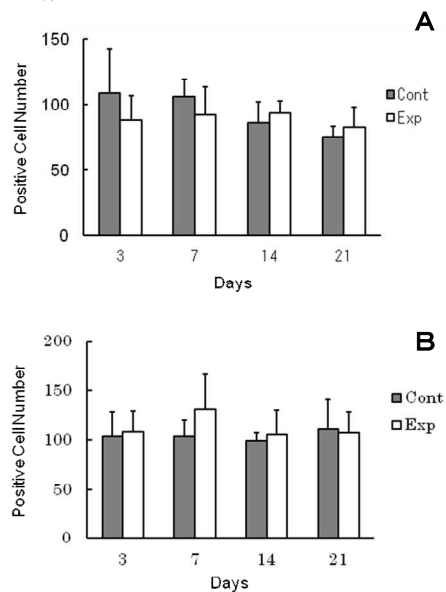 A
150
100
50
0
Positive Cell Number
Cont
Exp
3 7 14 21
Days
B
200
150
100
50
0
Positive Cell Number
Cont
Exp
3 7 14 21
Days